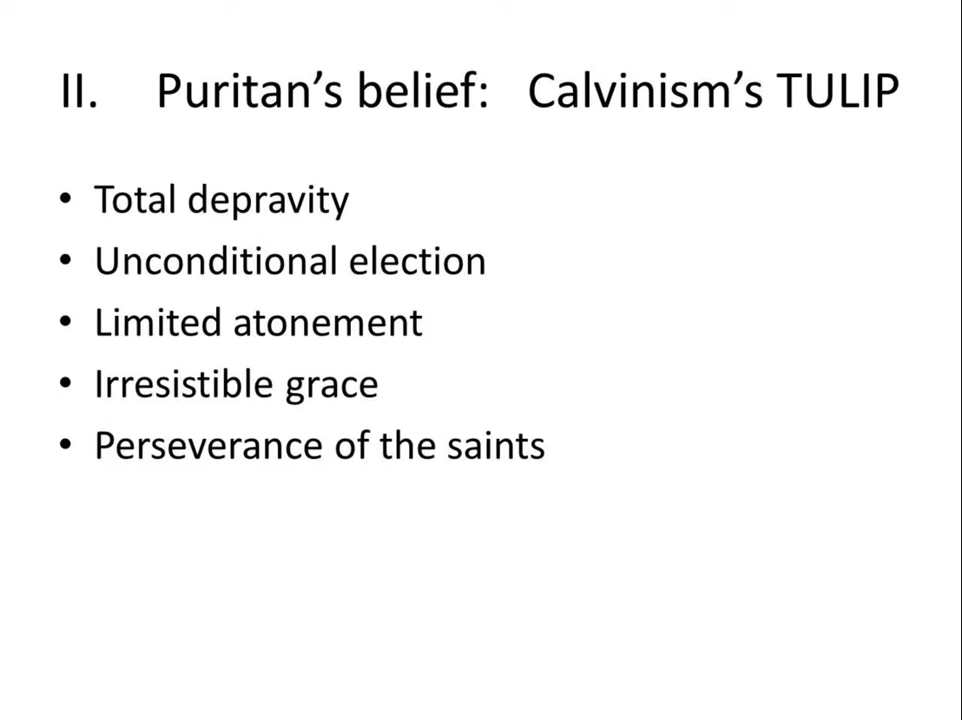 II. Puritan’s belief: Calvinism’s TULIP
• Total depravity
• Unconditional election
• Limited atonement
• Irresistible grace
• Perseverance of the saints